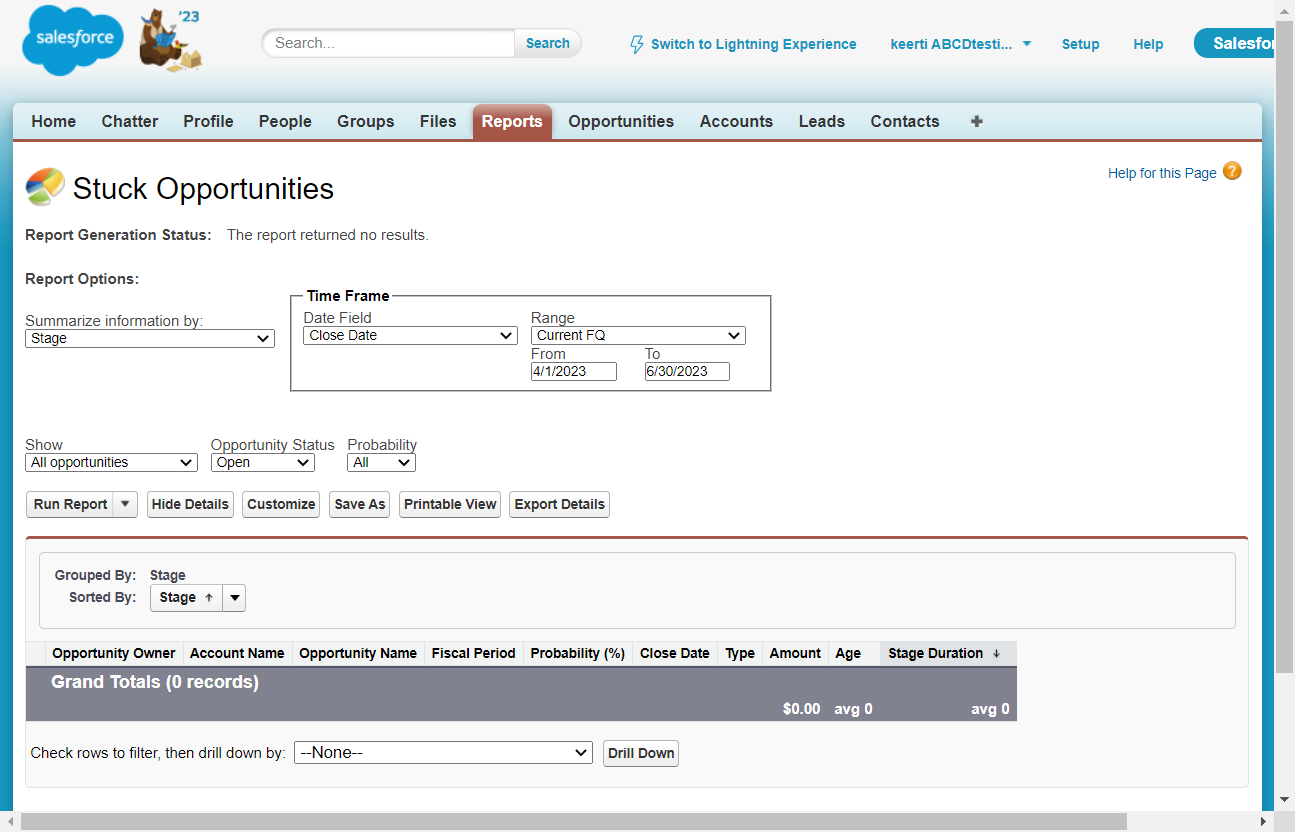 salesforce
'23
Search...
Search
Switch to Lightning Experience
keerti ABCDtesti...
Setup
Help
Salesfor
Home
Chatter
Profile
People
Groups
Files
Reports
Opportunities
Accounts
Leads
Contacts
+
Stuck Opportunities
Help for this Page
?
Report Generation Status: The report returned no results.
Report Options:
Time Frame
Summarize information by:
Stage
Date Field
Close Date
Range
Current FQ
From
To
4/1/2023
6/30/2023
Show
All opportunities
Opportunity Status
Open
Probability
All
Run Report
Hide Details
Customize
Save As
Printable View
Export Details
Grouped By: Stage
Sorted By: Stage
Opportunity Owner Account Name Opportunity Name Fiscal Period Probability (%) Close Date Type Amount Age Stage Duration
Grand Totals (0 records)
$0.00 avg 0 avg 0
Check rows to filter, then drill down by: --None-- Drill Down